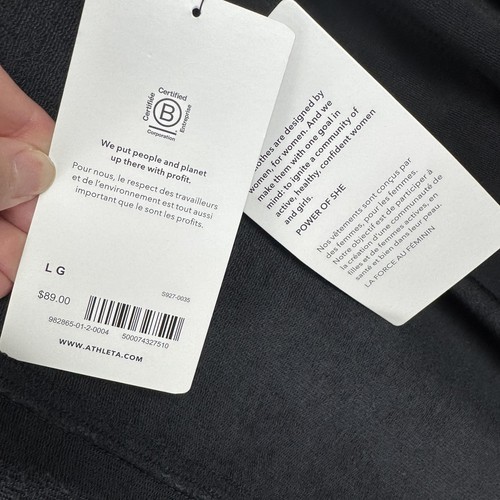 Certified
Certifiée
B
Corporation
Entreprise
We put people and planet
up there with profit.
Pour nous, le respect des travailleurs
et de l'environnement est tout aussi
important que le sont les profits.
LG
5927-0035
$89.00
982865-01-2-0004 500074327510
WWW.ATHLETA.COM
are designed by
women, for women. And we
make them with one goal in
mind: to ignite a community of
active, healthy, confident women
and girls.
POWER OF SHE
Nos vêtements sont conçus par
des femmes, pour les femmes.
Notre objectif est de participer à
la création d'une communauté de
filles et de femmes actives, en
santé et bien dans leur peau.
LA FORCE AU FÉMININ